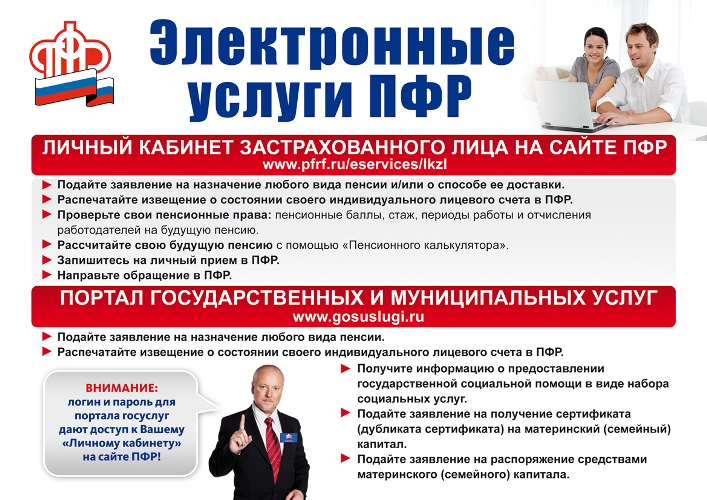 ПФР
Электронные
услуги ПФР
ЛИЧНЫЙ КАБИНЕТ ЗАСТРАХОВАННОГО ЛИЦА НА САЙТЕ ПФР
www.pfrf.ru/eservices/lkzl
Подайте заявление на назначение любого вида пенсии и/или о способе ее доставки.
Распечатайте извещение о состоянии своего индивидуального лицевого счета в ПФР.
Проверьте свои пенсионные права: пенсионные баллы, стаж, периоды работы и отчисления
работодателей на будущую пенсию.
Рассчитайте свою будущую пенсию с помощью «Пенсионного калькулятора».
Запишитесь на личный прием в ПФР.
Направьте обращение в ПФР.
ПОРТАЛ ГОСУДАРСТВЕННЫХ И МУНИЦИПАЛЬНЫХ УСЛУГ
www.gosuslugi.ru
Подайте заявление на назначение любого вида пенсии.
Распечатайте извещение о состоянии своего индивидуального лицевого счета в ПФР.
Получите информацию о предоставлении
государственной социальной помощи в виде набора
социальных услуг.
Подайте заявление на получение сертификата
(дубликата сертификата) на материнский (семейный)
капитал.
Подайте заявление на распоряжение средствами
материнского (семейного) капитала.
ВНИМАНИЕ:
логин и пароль для
портала госуслуг
дают доступ к Вашему
«Личному кабинету»
на сайте ПФР!